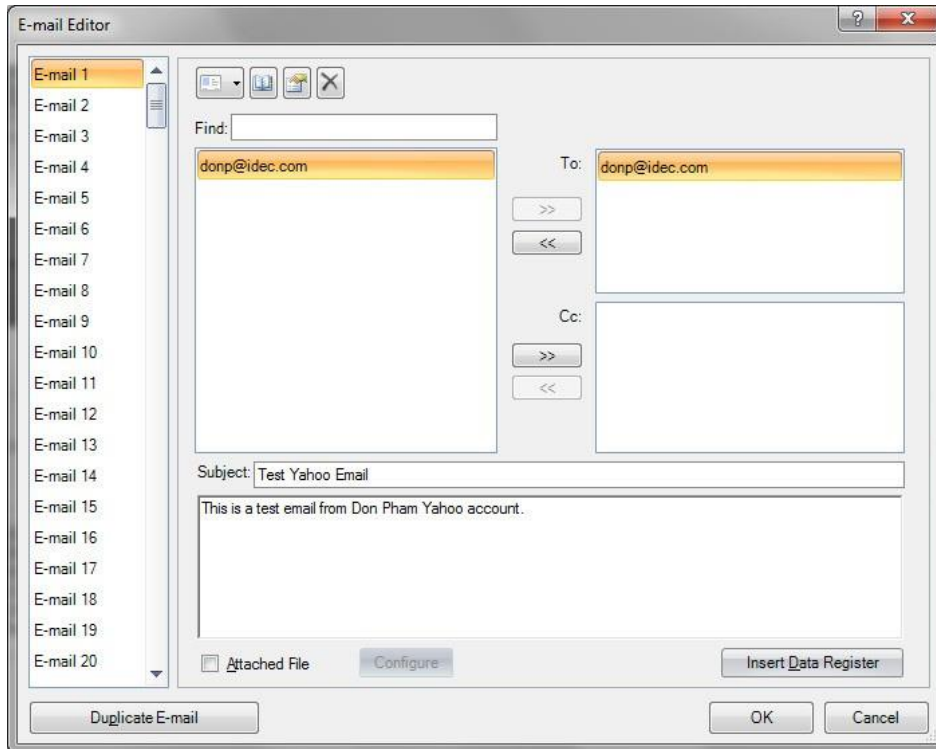 E-mail Editor
E-mail 1
E-mail 2
E-mail 3
E-mail 4
E-mail 5
E-mail 6
E-mail 7
E-mail 8
E-mail 9
E-mail 10
E-mail 11
E-mail 12
E-mail 13
E-mail 14
E-mail 15
E-mail 16
E-mail 17
E-mail 18
E-mail 19
E-mail 20
Find:
donp@idec.com
To:
donp@idec.com
>>
<<
Cc:
>>
<<
Subject: Test Yahoo Email
This is a test email from Don Pham Yahoo account.
Attached File
Configure
Insert Data Register
Duplicate E-mail
OK
Cancel